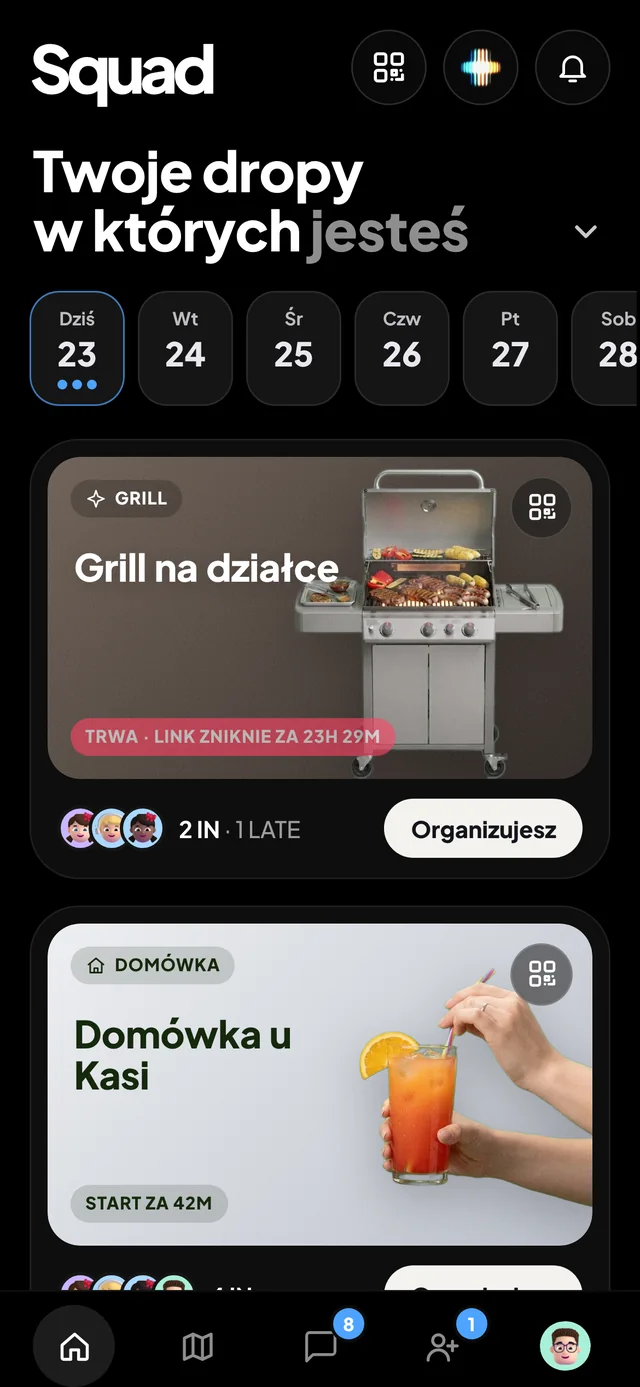 Squad
Twoje dropy
w których jesteś
Dziś
23
Wt
24
Śr
25
Czw
26
Pt
27
Sob
28
GRILL
Grill na działce
TRWA · LINK ZNIKNIE ZA 23H 29M
2 IN · 1 LATE
Organizujesz
DOMÓWKA
Domówka u
Kasi
START ZA 42M
8
1